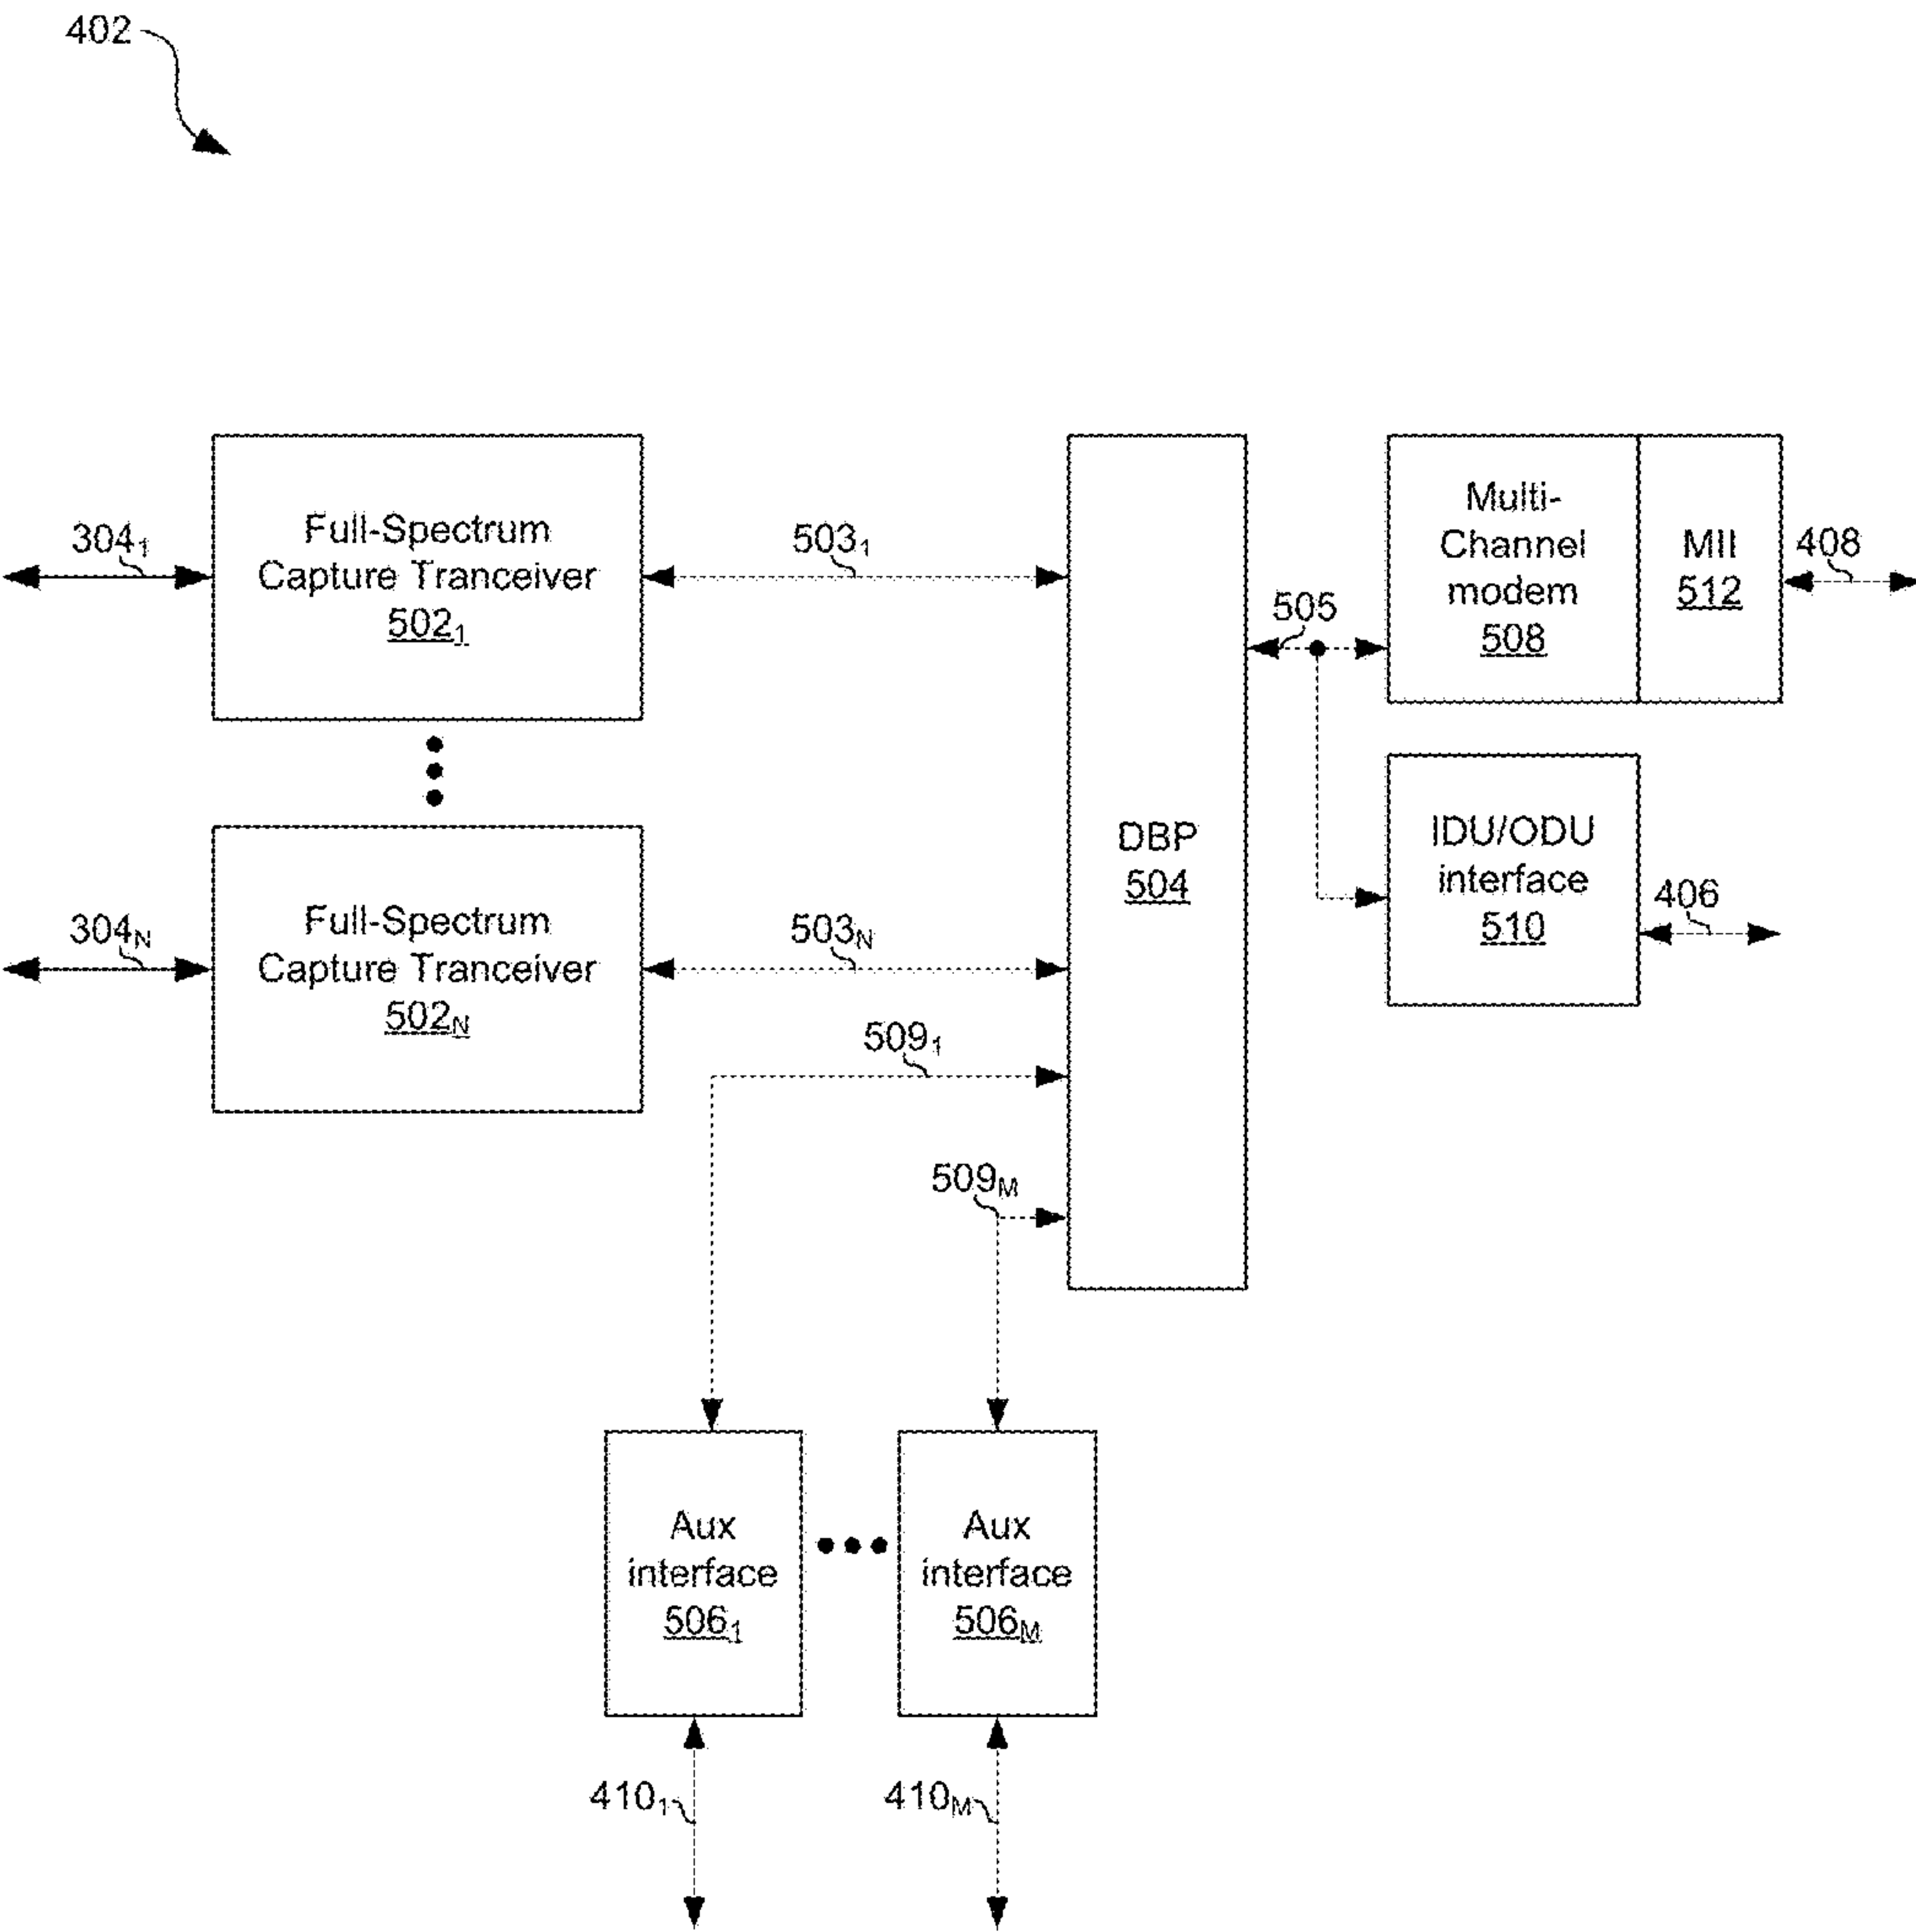 402
Full-Spectrum
Capture Tranceiver
502₁
304₁
503₁
Multi-
Channel
modem
508
MII
512
408
505
DBP
504
IDU/ODU
interface
510
406
Full-Spectrum
Capture Tranceiver
502N
304N
503N
509₁
509M
Aux
interface
506₁
Aux
interface
506M
410₁
410M